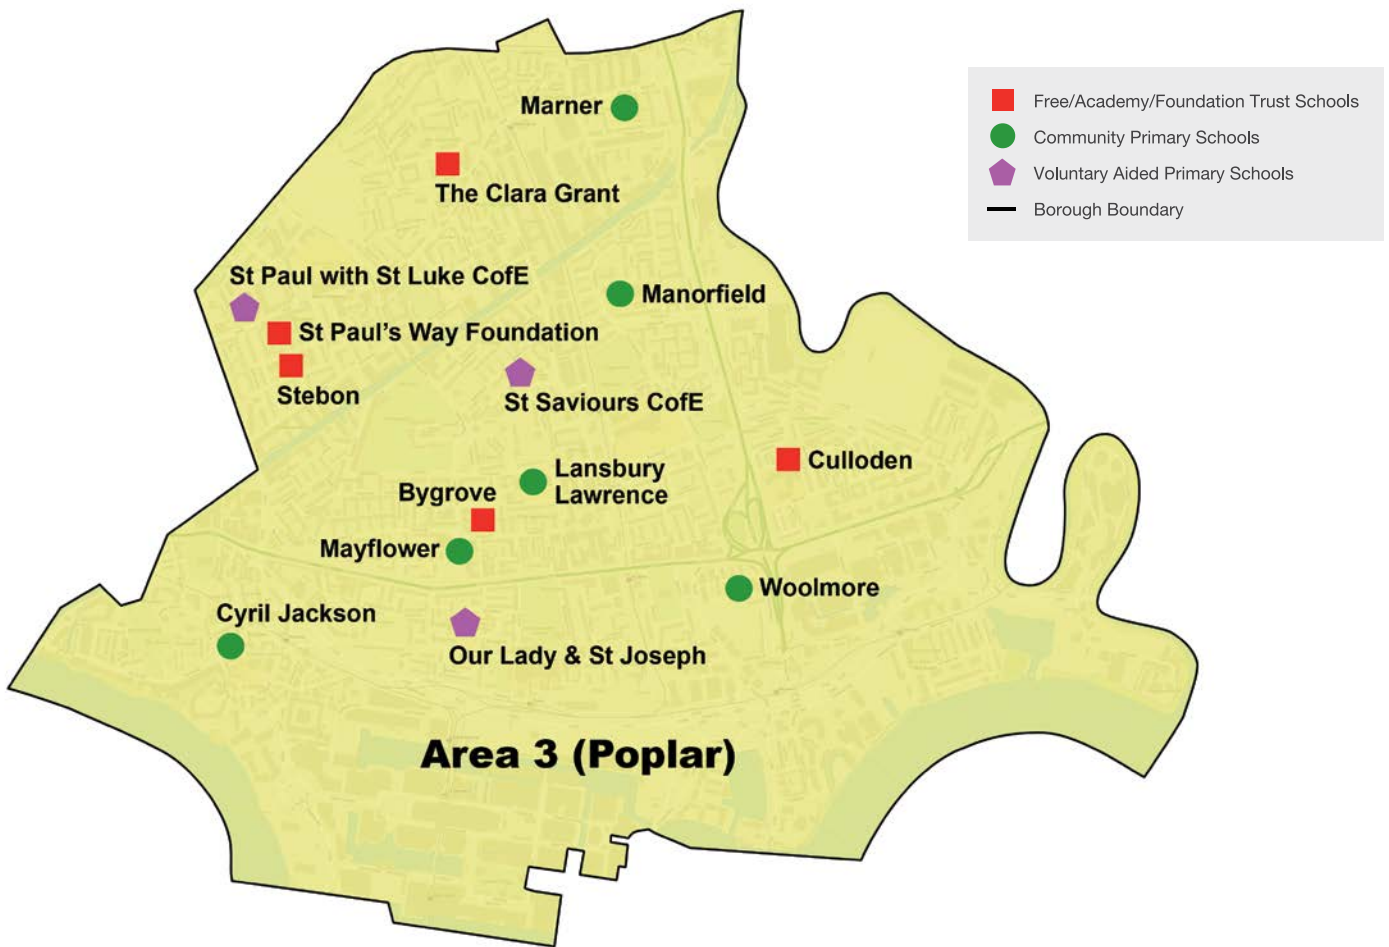 Marner
The Clara Grant
St Paul with St Luke CofE
Manorfield
St Paul’s Way Foundation
Stebon
St Saviours CofE
Culloden
Lansbury
Lawrence
Bygrove
Mayflower
Woolmore
Cyril Jackson
Our Lady & St Joseph
Area 3 (Poplar)
Free/Academy/Foundation Trust Schools
Community Primary Schools
Voluntary Aided Primary Schools
Borough Boundary